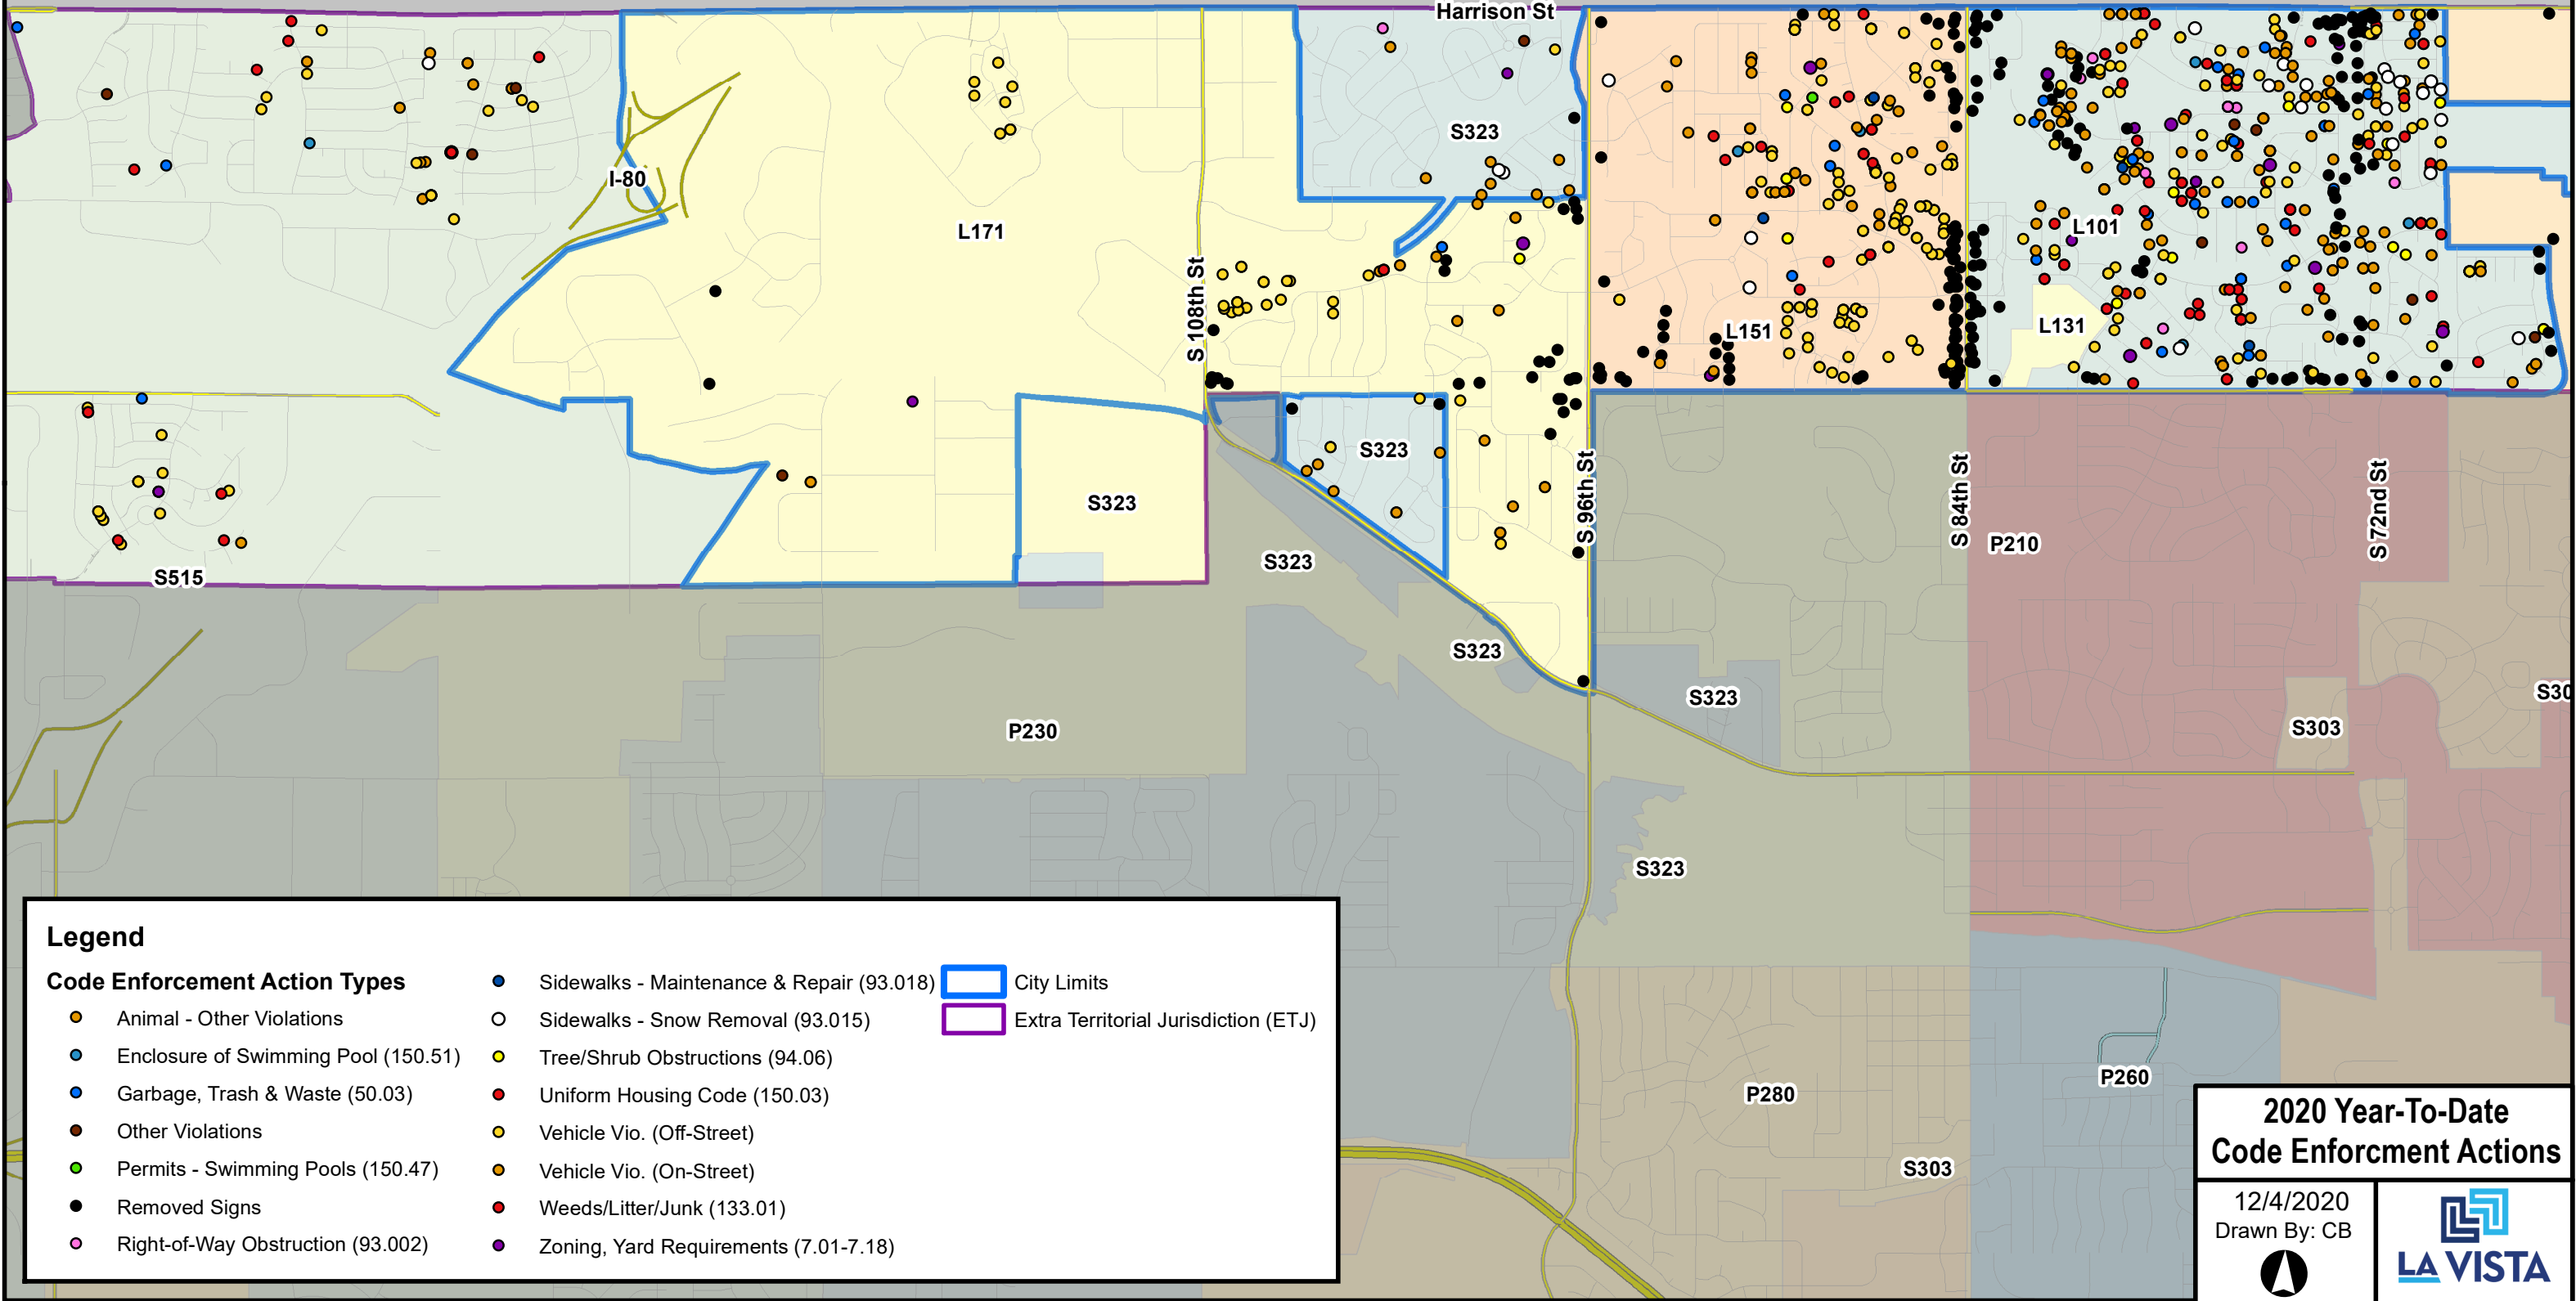 Harrison St
S323
I-80
L171
L101
S 108th St
L131
L151
S323
S 96th St
S 84th St
S 72nd St
S323
P210
S323
S515
S323
S30
S323
S303
P230
S323
P260
P280
S303
Legend
Code Enforcement Action Types
Animal - Other Violations
Enclosure of Swimming Pool (150.51)
Garbage, Trash & Waste (50.03)
Other Violations
Permits - Swimming Pools (150.47)
Removed Signs
Right-of-Way Obstruction (93.002)
Sidewalks - Maintenance & Repair (93.018)
Sidewalks - Snow Removal (93.015)
Tree/Shrub Obstructions (94.06)
Uniform Housing Code (150.03)
Vehicle Vio. (Off-Street)
Vehicle Vio. (On-Street)
Weeds/Litter/Junk (133.01)
Zoning, Yard Requirements (7.01-7.18)
City Limits
Extra Territorial Jurisdiction (ETJ)
2020 Year-To-Date
Code Enforcment Actions
12/4/2020
Drawn By: CB
LA VISTA